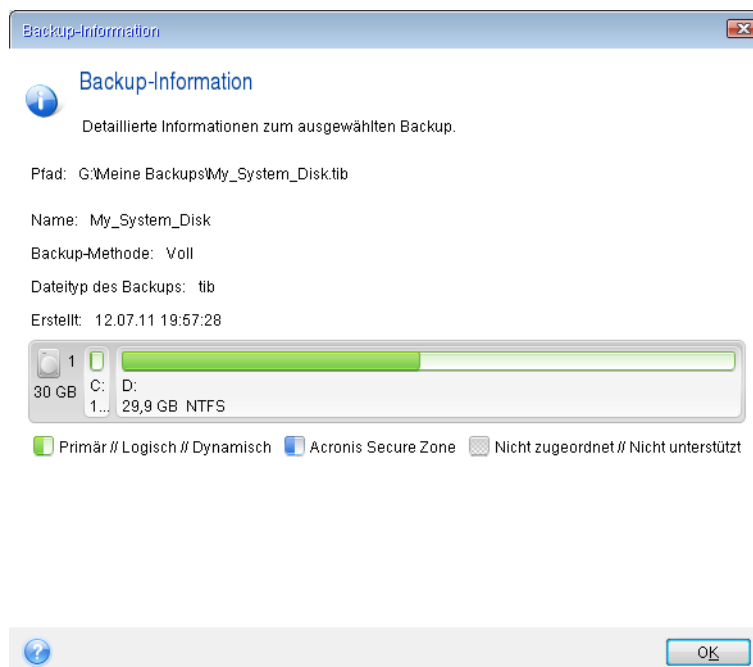 Backup-Information
Backup-Information
Detaillierte Informationen zum ausgewählten Backup.
Pfad: G:\Meine Backups\My_System_Disk.tib
Name: My_System_Disk
Backup-Methode: Voll
Dateityp des Backups: tib
Erstellt: 12.07.11 19:57:28
1
30 GB
C:
1...
D:
29,9 GB NTFS
Primär // Logisch // Dynamisch Acronis Secure Zone Nicht zugeordnet // Nicht unterstützt
OK